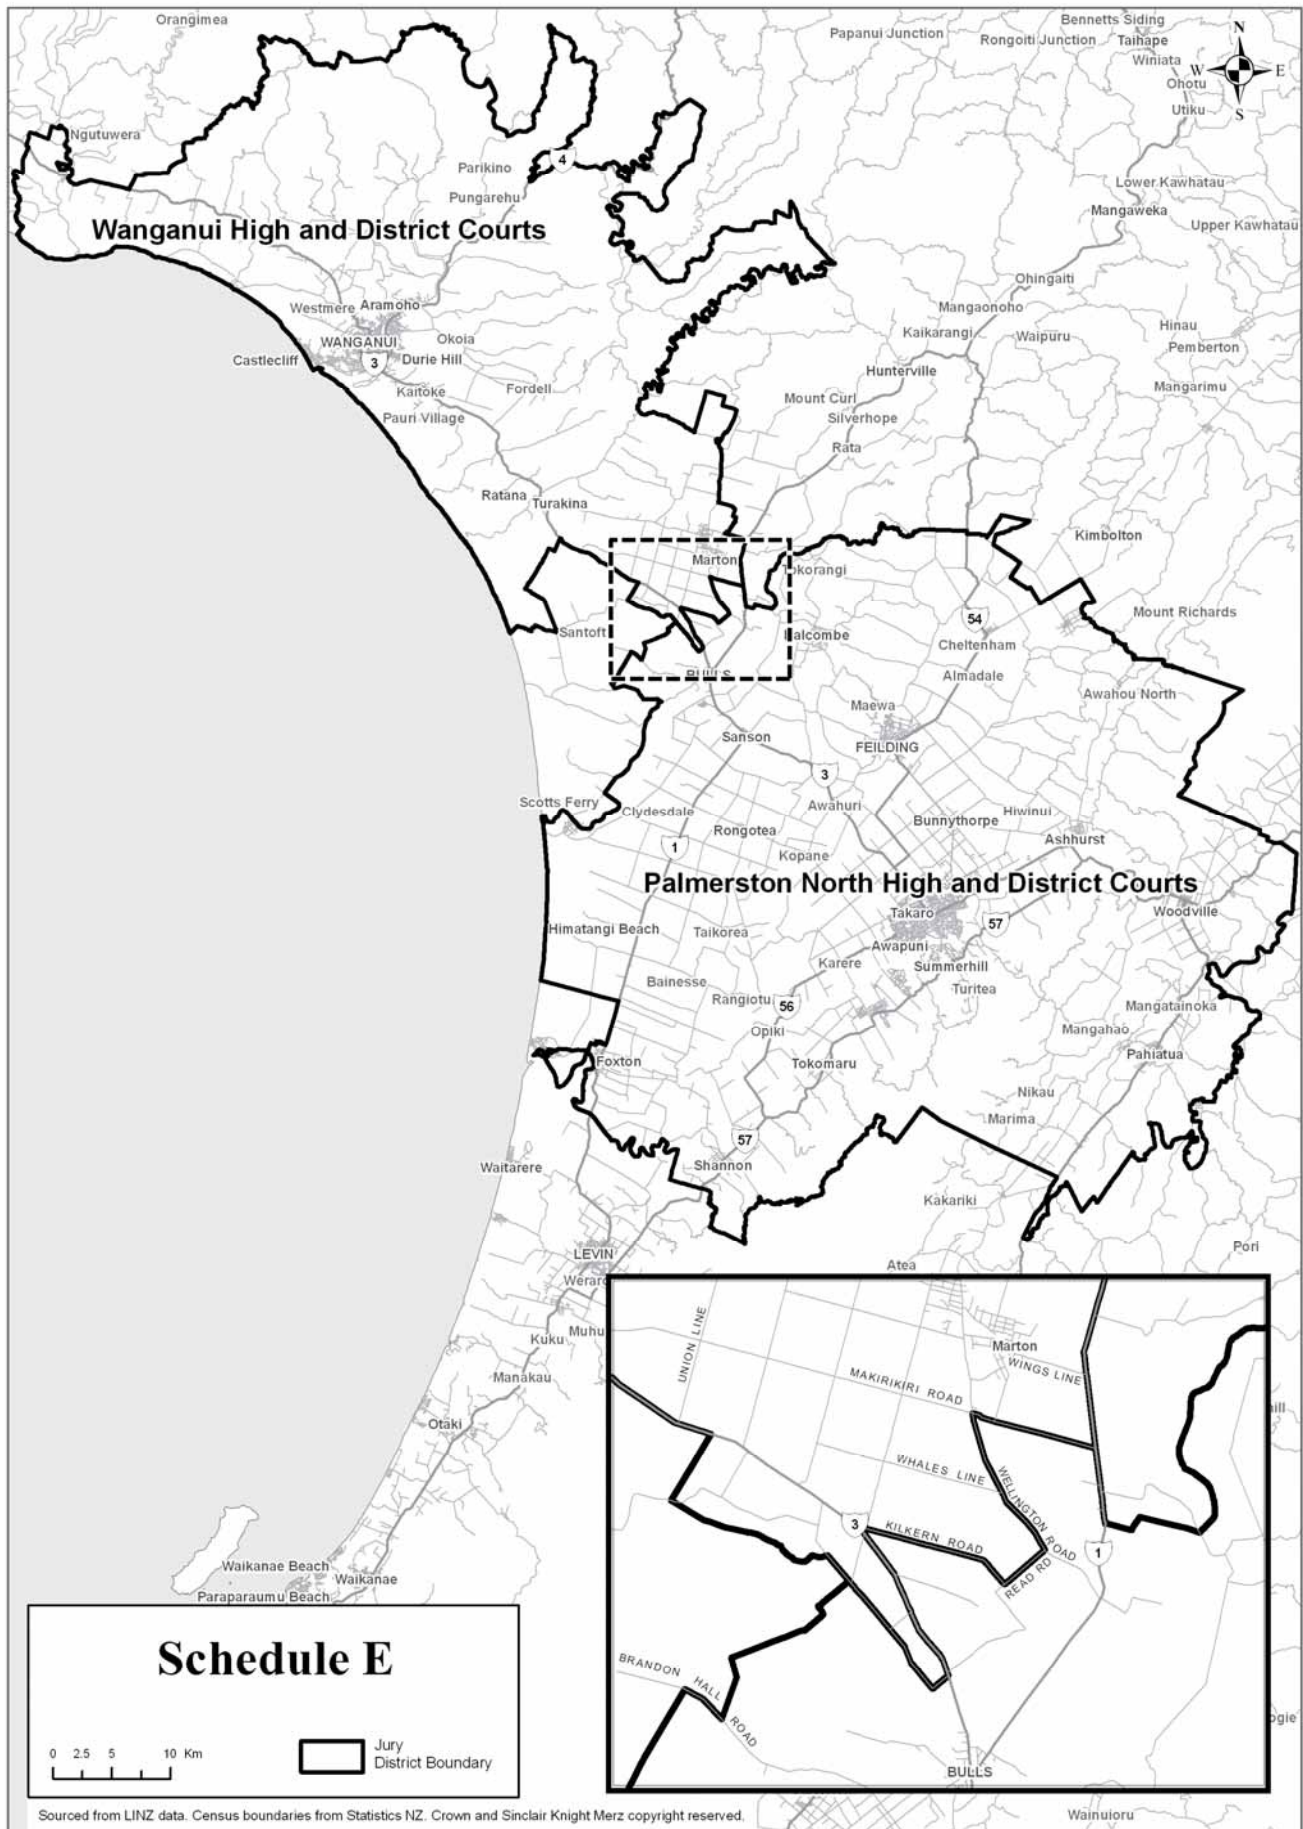 Orangimea
Papanui Junction
Bennetts Siding
Rongoiti Junction
Taihape
Winiata
Ohotu
Utiku
N
W
E
S
Ngutuwera
Parikino
4
Pungarehu
Lower Kawhatau
Mangaweka
Upper Kawhatau
Wanganui High and District Courts
Westmere
Aramoho
WANGANUI
Okoia
Castlecliff
3
Durie Hill
Kaitoke
Fordell
Pauri Village
Ohingaiti
Mangaonoho
Kaikarangi
Waipuru
Hinau
Pemberton
Hunterville
Mangarimu
Mount Curl
Silverhope
Rata
Ratana
Turakina
Kimbolton
Marton
Tokorangi
54
Mount Richards
Santoft
Halcombe
Cheltenham
BULLS
Almadale
Awahou North
Maewa
Sanson
FEILDING
3
Scotts Ferry
Clydesdale
Awahuri
Hiwinui
Rongotea
Bunnythorpe
Ashhurst
1
Kopane
Palmerston North High and District Courts
Takaro
Woodville
57
Himatangi Beach
Taikorea
Awapuni
Karere
Summerhill
Bainesse
Turitea
Rangiotu
56
Mangatainoka
Opiki
Mangahao
Foxton
Tokomaru
Pahiatua
Nikau
Marima
57
Waitarere
Shannon
Kakariki
LEVIN
Atea
Pori
Werar
Kuku
Muhu
Manakau
Otaki
Waikanae Beach
Waikanae
Paraparaumu Beach
UNION LINE
Marton
WINGS LINE
MAKIRIKIRI ROAD
WHALES LINE
WELLINGTON ROAD
3
KILKERN ROAD
READ RD
1
BRANDON HALL ROAD
BULLS
ill
ogie
Schedule E
0 2.5 5 10 Km
Jury
District Boundary
Sourced from LINZ data. Census boundaries from Statistics NZ. Crown and Sinclair Knight Merz copyright reserved.
Wainuioru